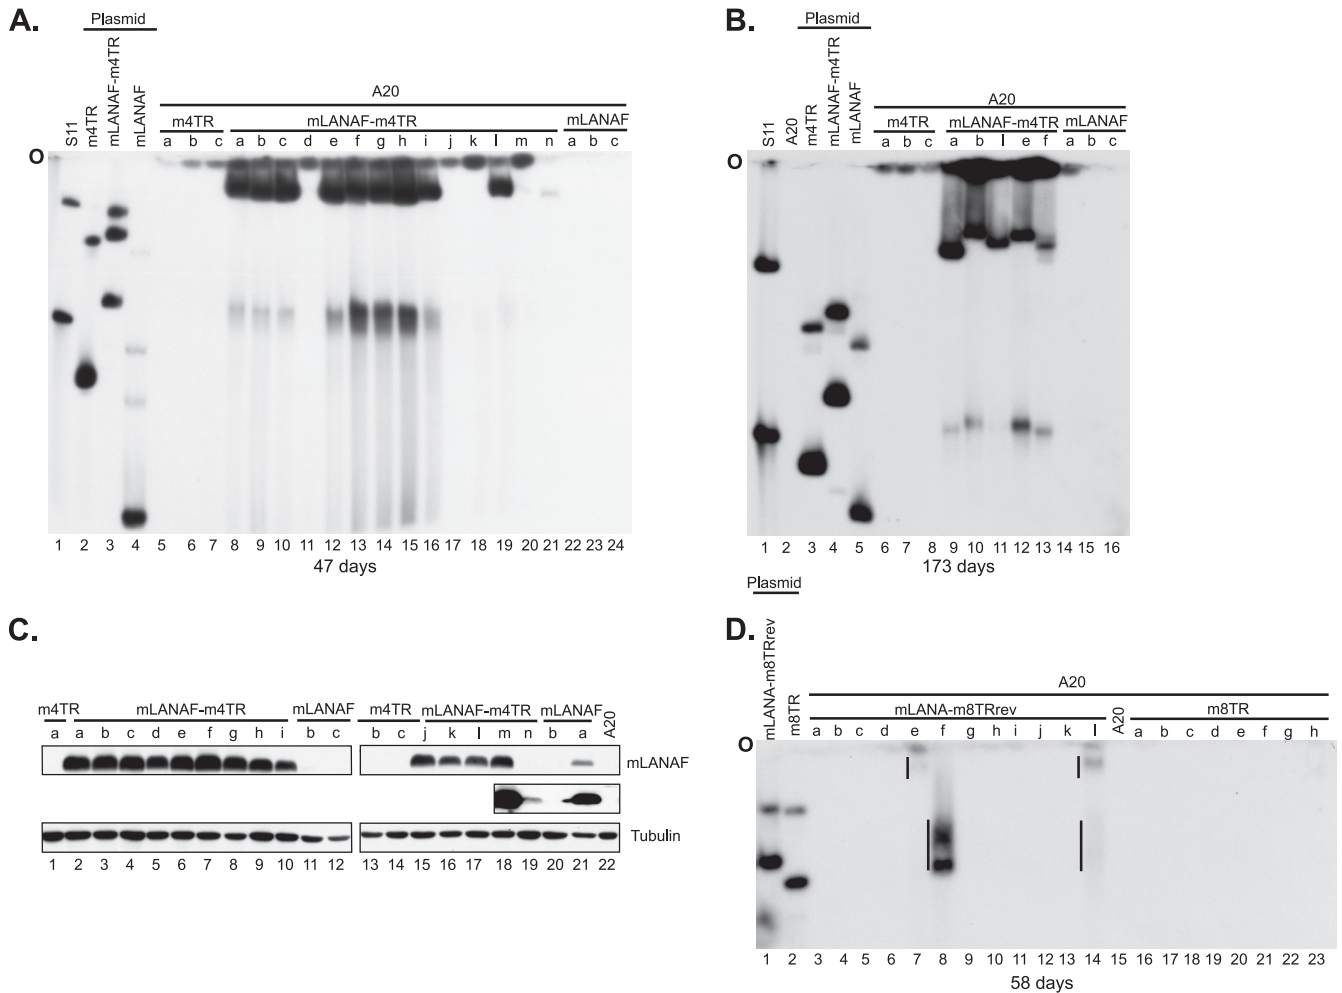 A.
Plasmid
S11
m4TR
mLANAF-m4TR
mLANAF
A20
m4TR mLANAF-m4TR mLANAF
a b c a b c d e f g h i j k l m n a b c
O
1 2 3 4 5 6 7 8 9 10 11 12 13 14 15 16 17 18 19 20 21 22 23 24
47 days
B.
Plasmid
S11
A20
m4TR
mLANAF-m4TR
mLANAF
A20
m4TR mLANAF-m4TR mLANAF
a b c a b l e f a b c
O
1 2 3 4 5 6 7 8 9 10 11 12 13 14 15 16
173 days
C.
m4TR mLANAF-m4TR mLANAF m4TR mLANAF-m4TR mLANAF A20
a a b c d e f g h i b c b c j k l m n b a
mLANAF
Tubulin
1 2 3 4 5 6 7 8 9 10 11 12 13 14 15 16 17 18 19 20 21 22
D.
Plasmid
mLANA-m8TRrev
m8TR
A20
mLANA-m8TRrev A20 m8TR
a b c d e f g h i j k l a b c d e f g h
O
1 2 3 4 5 6 7 8 9 10 11 12 13 14 15 16 17 18 19 20 21 22 23
58 days